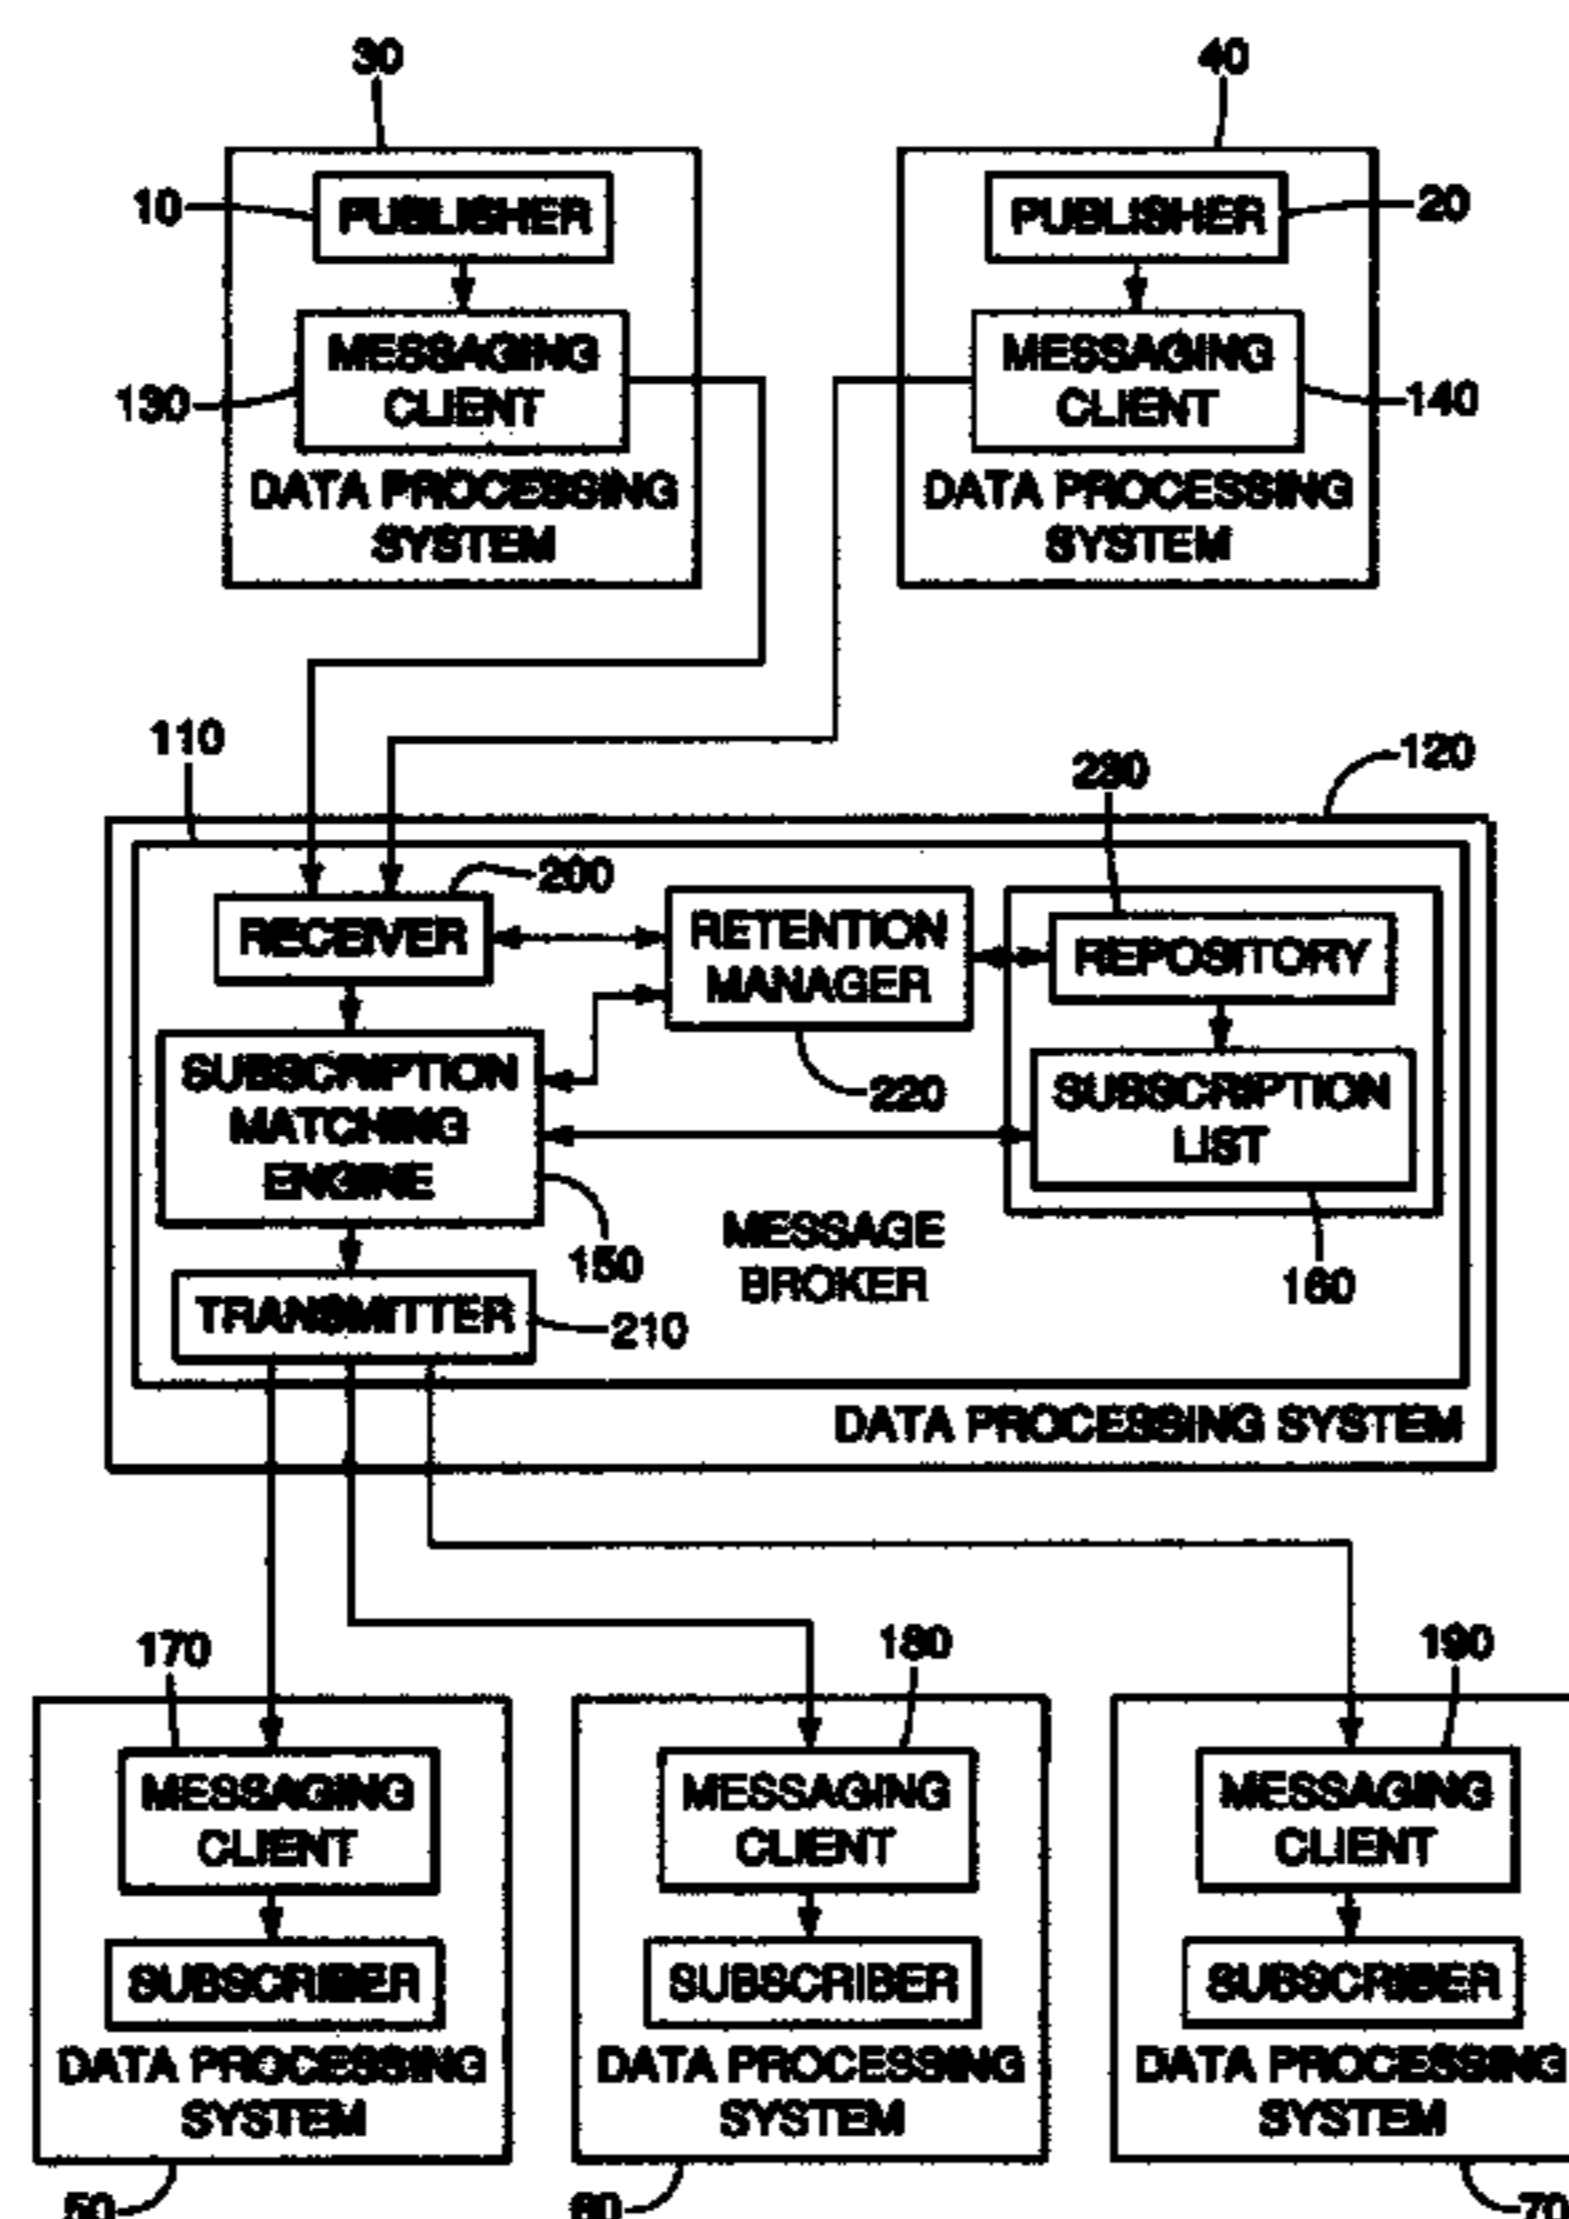 30
40
10
PUBLISHER
PUBLISHER
20
MESSAGING
CLIENT
MESSAGING
CLIENT
130
140
DATA PROCESSING
SYSTEM
DATA PROCESSING
SYSTEM
110
120
230
200
RECEIVER
RETENTION
MANAGER
REPOSITORY
SUBSCRIPTION
MATCHING
ENGINE
220
SUBSCRIPTION
LIST
150
MESSAGE
BROKER
160
TRANSMITTER
210
DATA PROCESSING SYSTEM
170
180
190
MESSAGING
CLIENT
MESSAGING
CLIENT
MESSAGING
CLIENT
SUBSCRIBER
SUBSCRIBER
SUBSCRIBER
DATA PROCESSING
SYSTEM
DATA PROCESSING
SYSTEM
DATA PROCESSING
SYSTEM
50
60
70